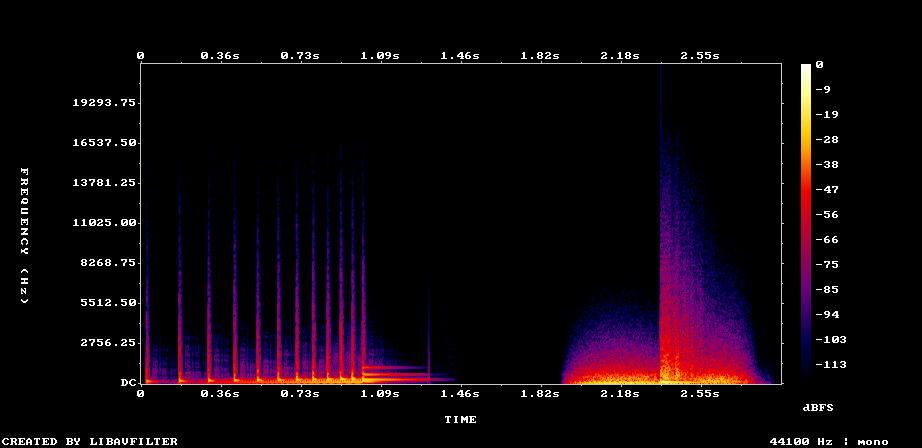 0 0.36s 0.73s 1.09s 1.46s 1.82s 2.18s 2.55s
0
-9
-19
-28
-38
-47
-56
-66
-75
-85
-94
-103
-113
dBFS
19293.75
16537.50
13781.25
11025.00
8268.75
5512.50
2756.25
DC
FREQUENCY (Hz)
0 0.36s 0.73s 1.09s 1.46s 1.82s 2.18s 2.55s
TIME
CREATED BY LIBAVFILTER
44100 Hz | mono